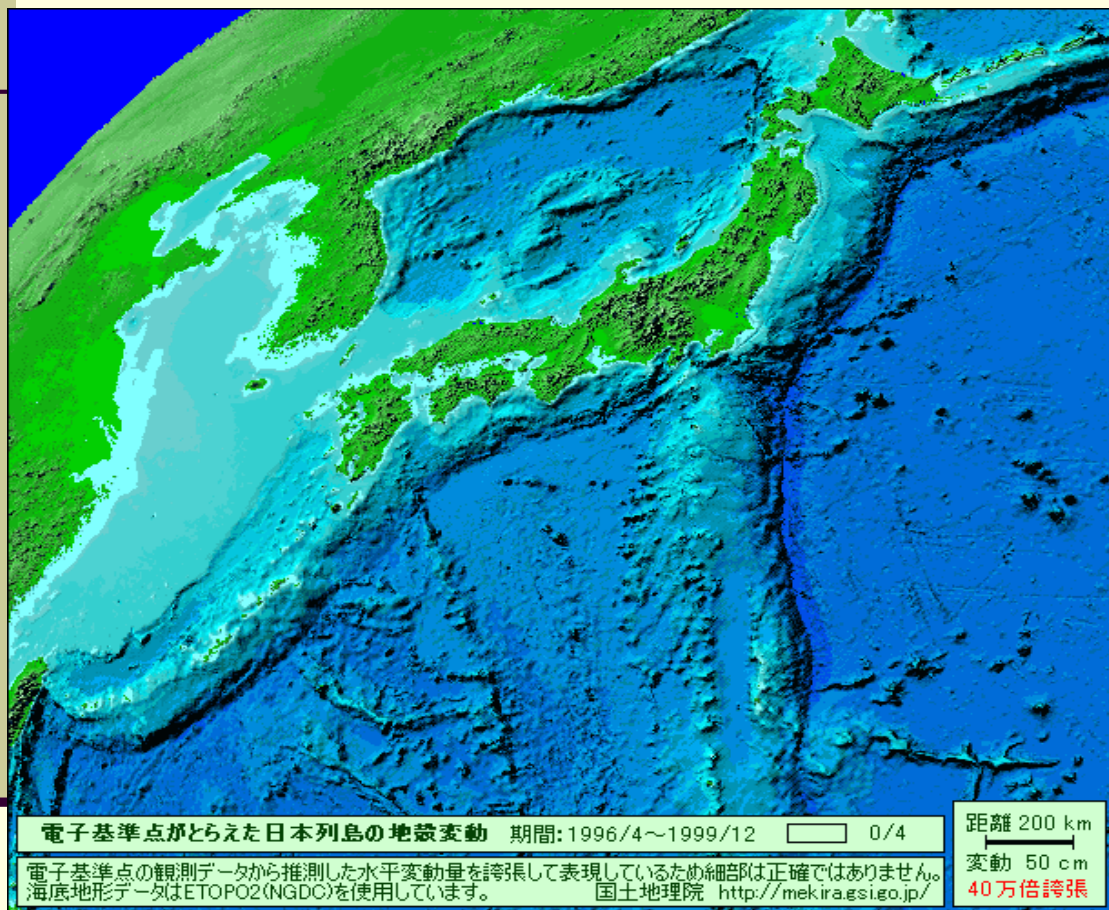 電子基準点がとらえた日本列島の地殻変動 期間:1996/4～1999/12 0/4
電子基準点の観測データから推測した水平変動量を誇張して表現しているため細部は正確ではありません。
海底地形データはETOPO2(NGDC)を使用しています。 国土地理院 http://mekira.gsi.go.jp/
距離 200 km
変動 50 cm
40万倍誇張